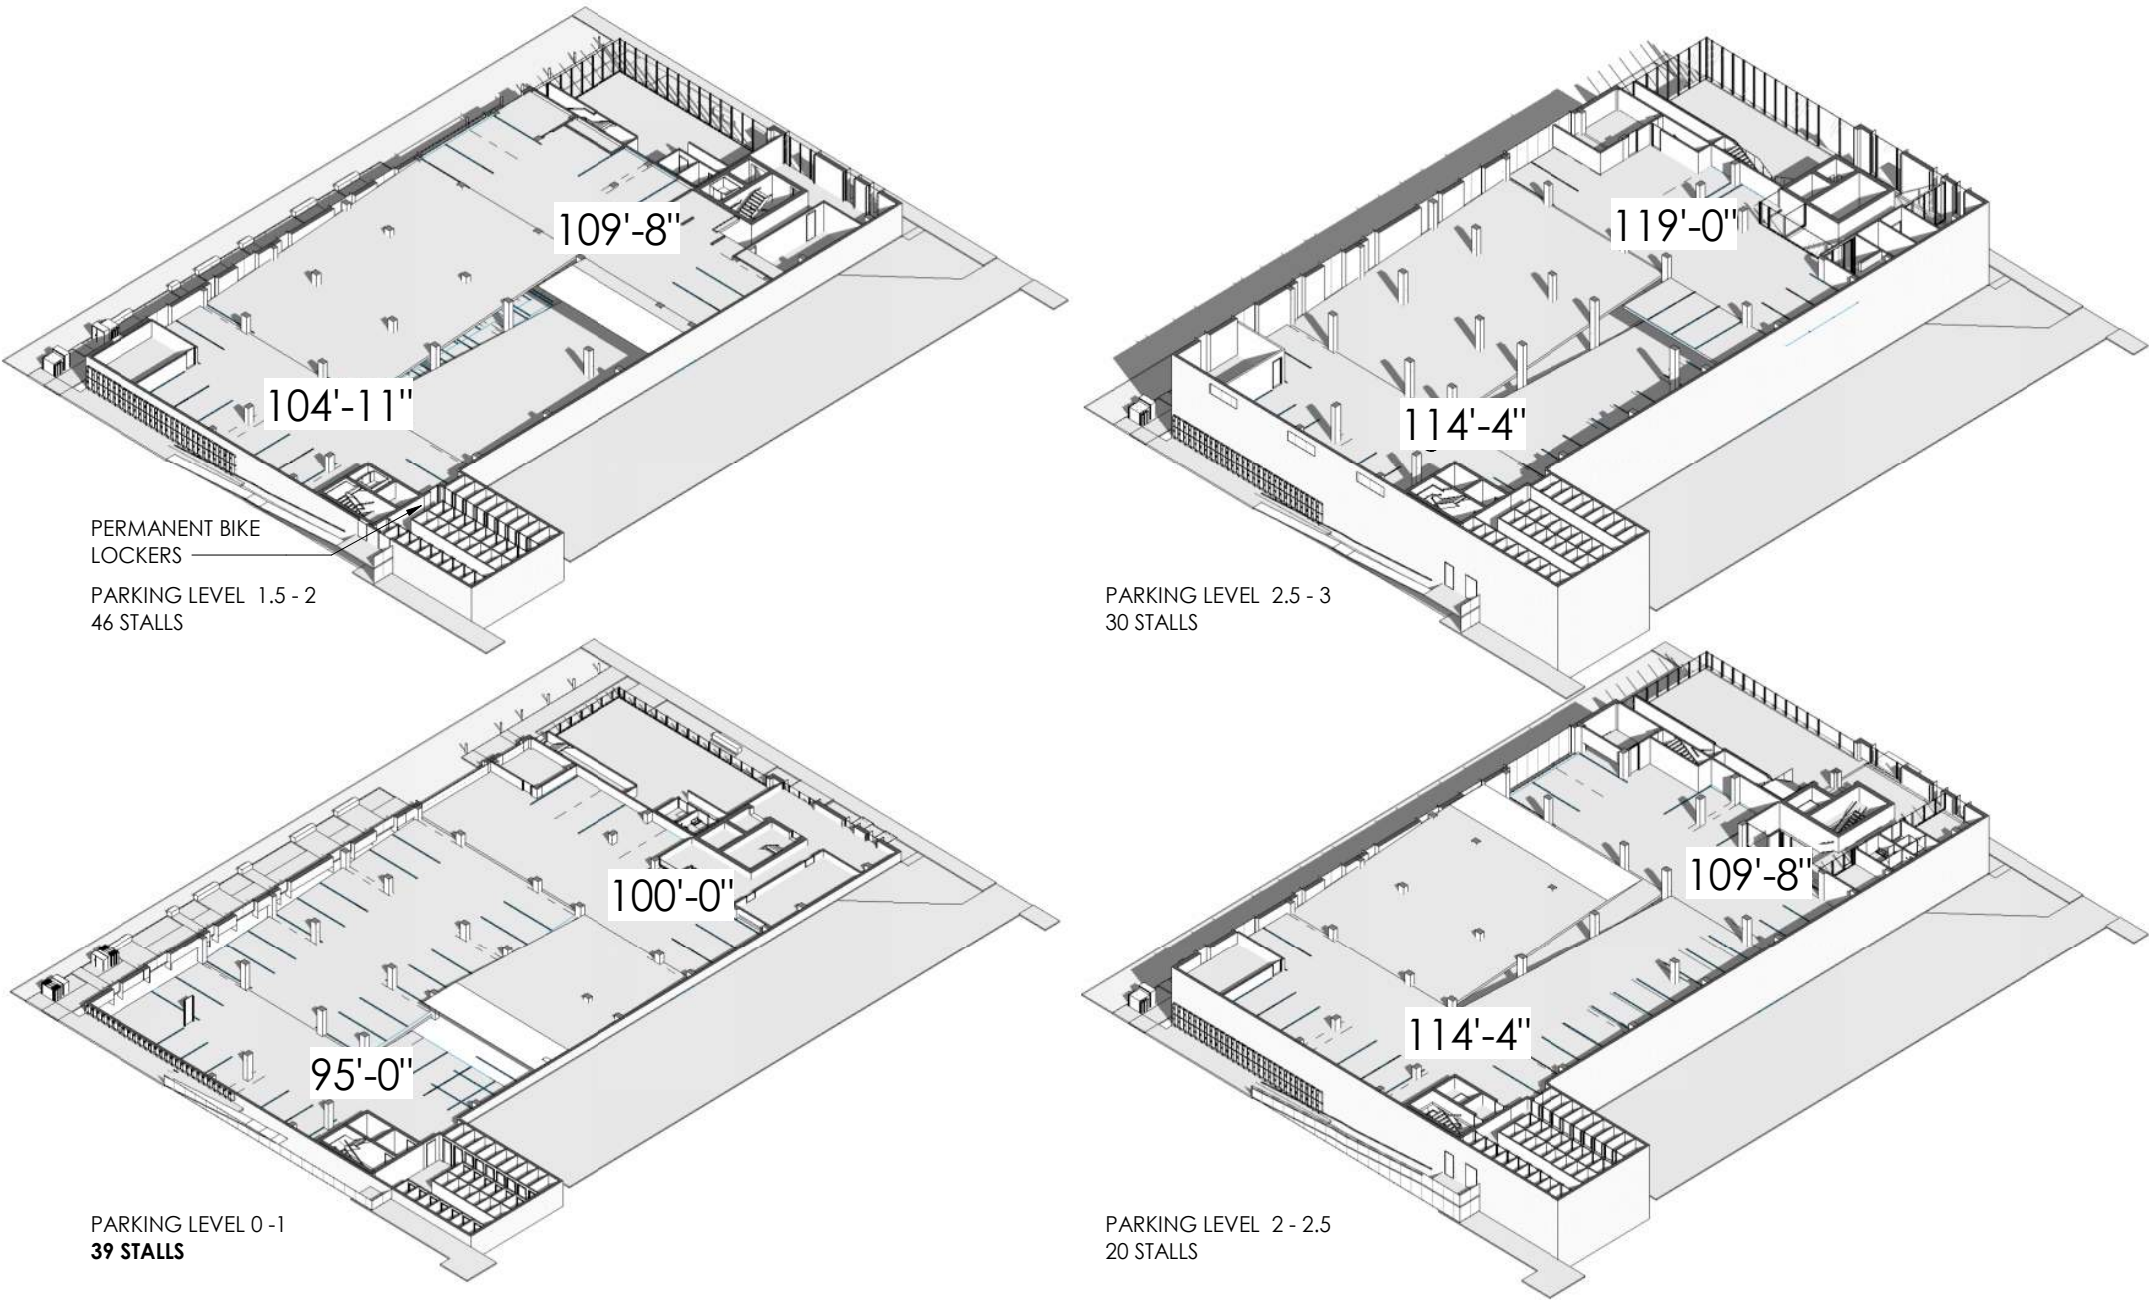 109'-8"
104'-11"
PERMANENT BIKE
LOCKERS
PARKING LEVEL 1.5 - 2
46 STALLS
119'-0"
114'-4"
PARKING LEVEL 2.5 - 3
30 STALLS
100'-0"
95'-0"
PARKING LEVEL 0 -1
39 STALLS
109'-8"
114'-4"
PARKING LEVEL 2 - 2.5
20 STALLS